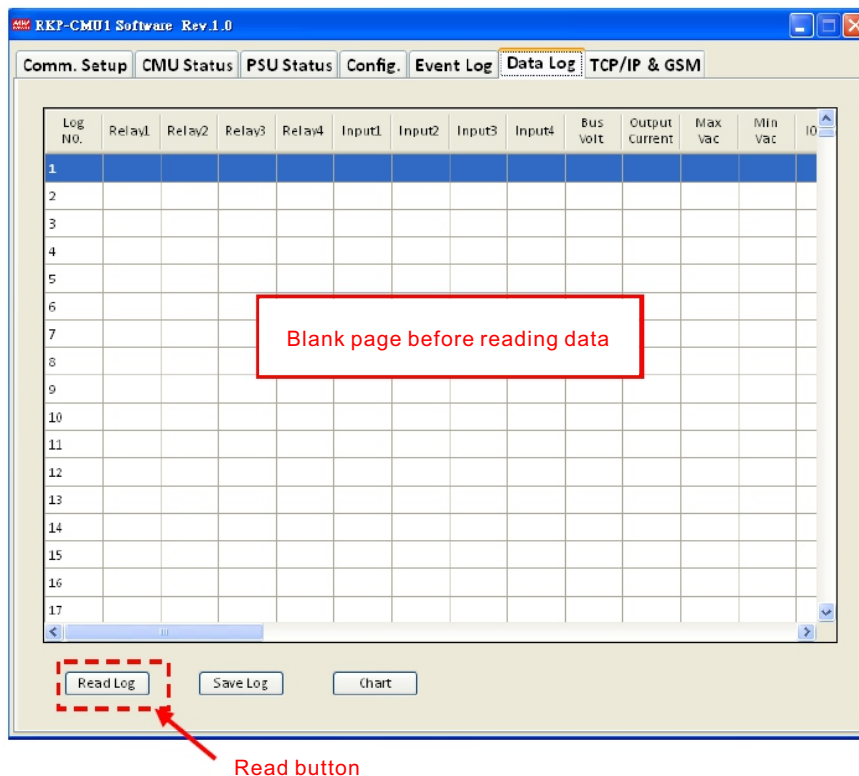 MW RKP-CMU1 Software Rev.1.0
Comm. Setup CMU Status PSU Status Config. Event Log Data Log TCP/IP & GSM
Log NO. Relay1 Relay2 Relay3 Relay4 Input1 Input2 Input3 Input4 Bus Volt Output Current Max Vac Min Vac
1
2
3
4
5
6
7
8
9
10
11
12
13
14
15
16
17
Blank page before reading data
Read Log Save Log Chart
Read button